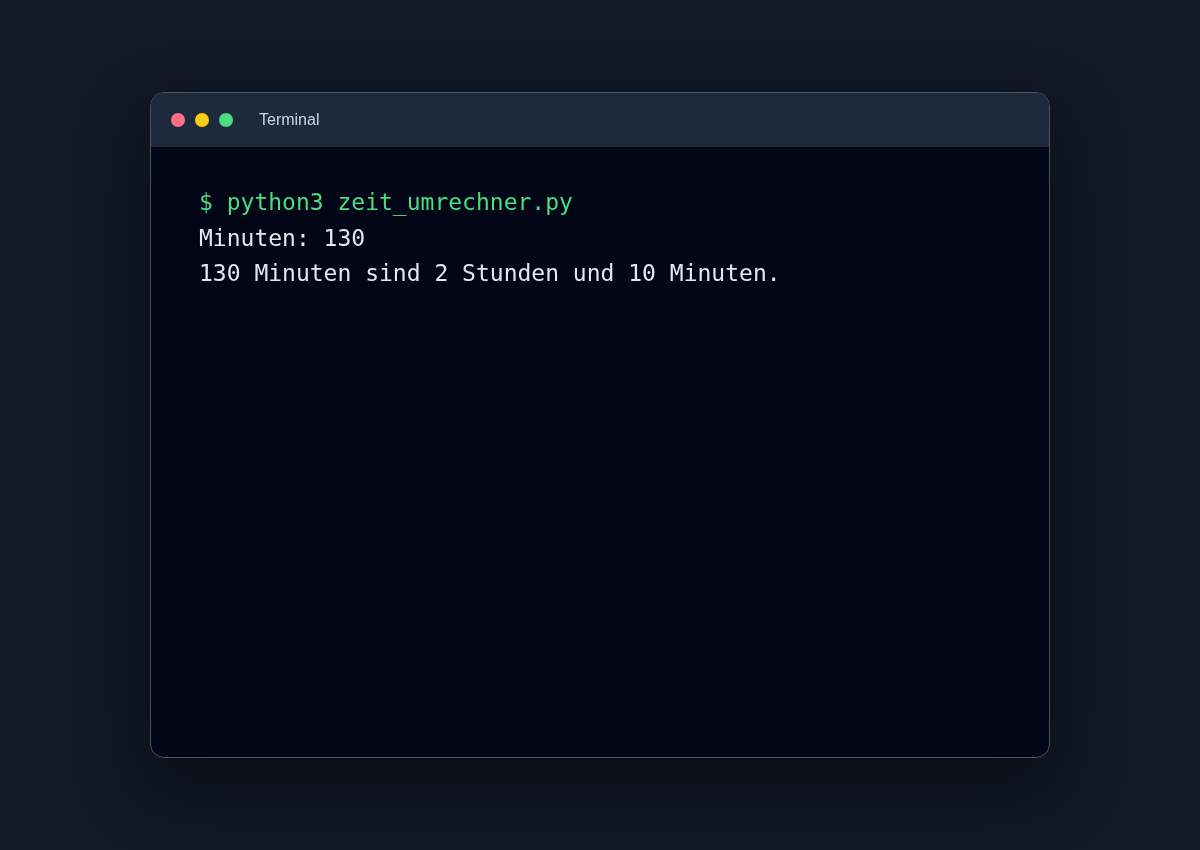 Terminal
$ python3 zeit_umrechner.py
Minuten: 130
130 Minuten sind 2 Stunden und 10 Minuten.